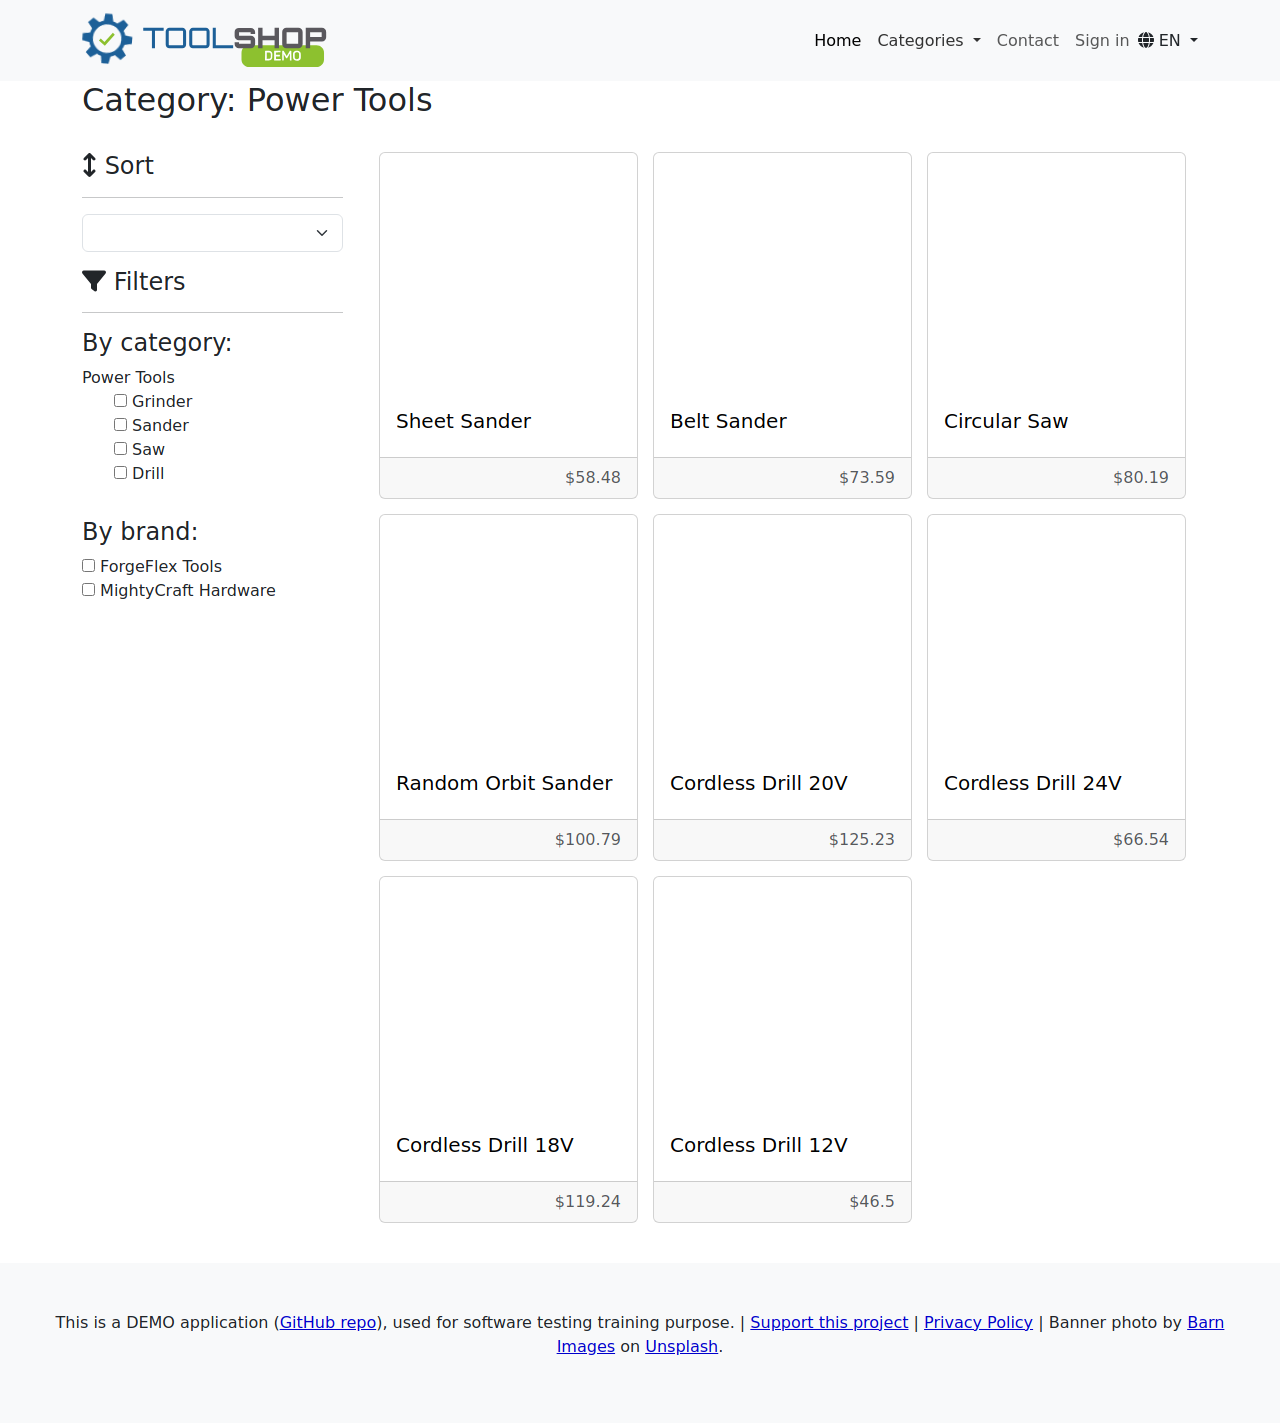 TOOLSHOP
DEMO
Home
Categories
Contact
Sign in
EN
Category: Power Tools
Sort
Filters
By category:
Power Tools
Grinder
Sander
Saw
Drill
By brand:
ForgeFlex Tools
MightyCraft Hardware
Sheet Sander
$58.48
Belt Sander
$73.59
Circular Saw
$80.19
Random Orbit Sander
$100.79
Cordless Drill 20V
$125.23
Cordless Drill 24V
$66.54
Cordless Drill 18V
$119.24
Cordless Drill 12V
$46.5
This is a DEMO application (GitHub repo), used for software testing training purpose. | Support this project | Privacy Policy | Banner photo by Barn
Images on Unsplash.